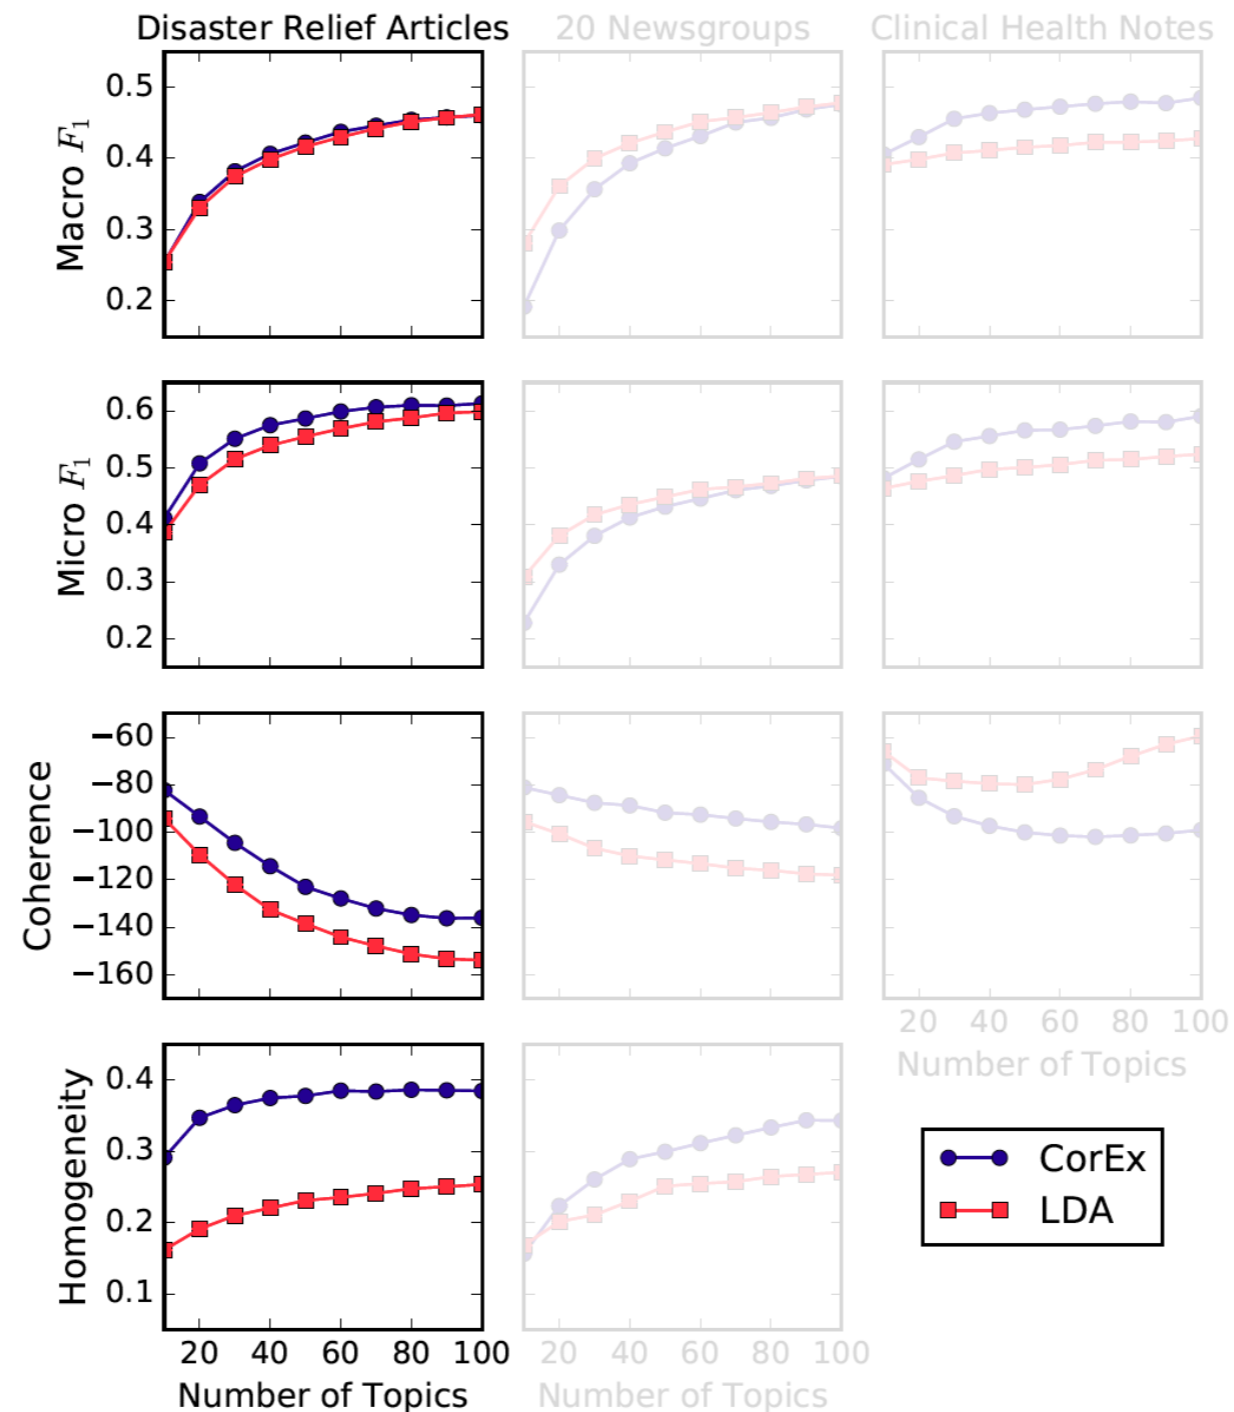 Disaster Relief Articles 20 Newsgroups Clinical Health Notes
Macro F₁
0.5
0.4
0.3
0.2
Micro F₁
0.6
0.5
0.4
0.3
0.2
Coherence
−60
−80
−100
−120
−140
−160
20 40 60 80 100
Number of Topics
Homogeneity
0.4
0.3
0.2
0.1
CorEx
LDA
20 40 60 80 100 20 40 60 80 100
Number of Topics Number of Topics